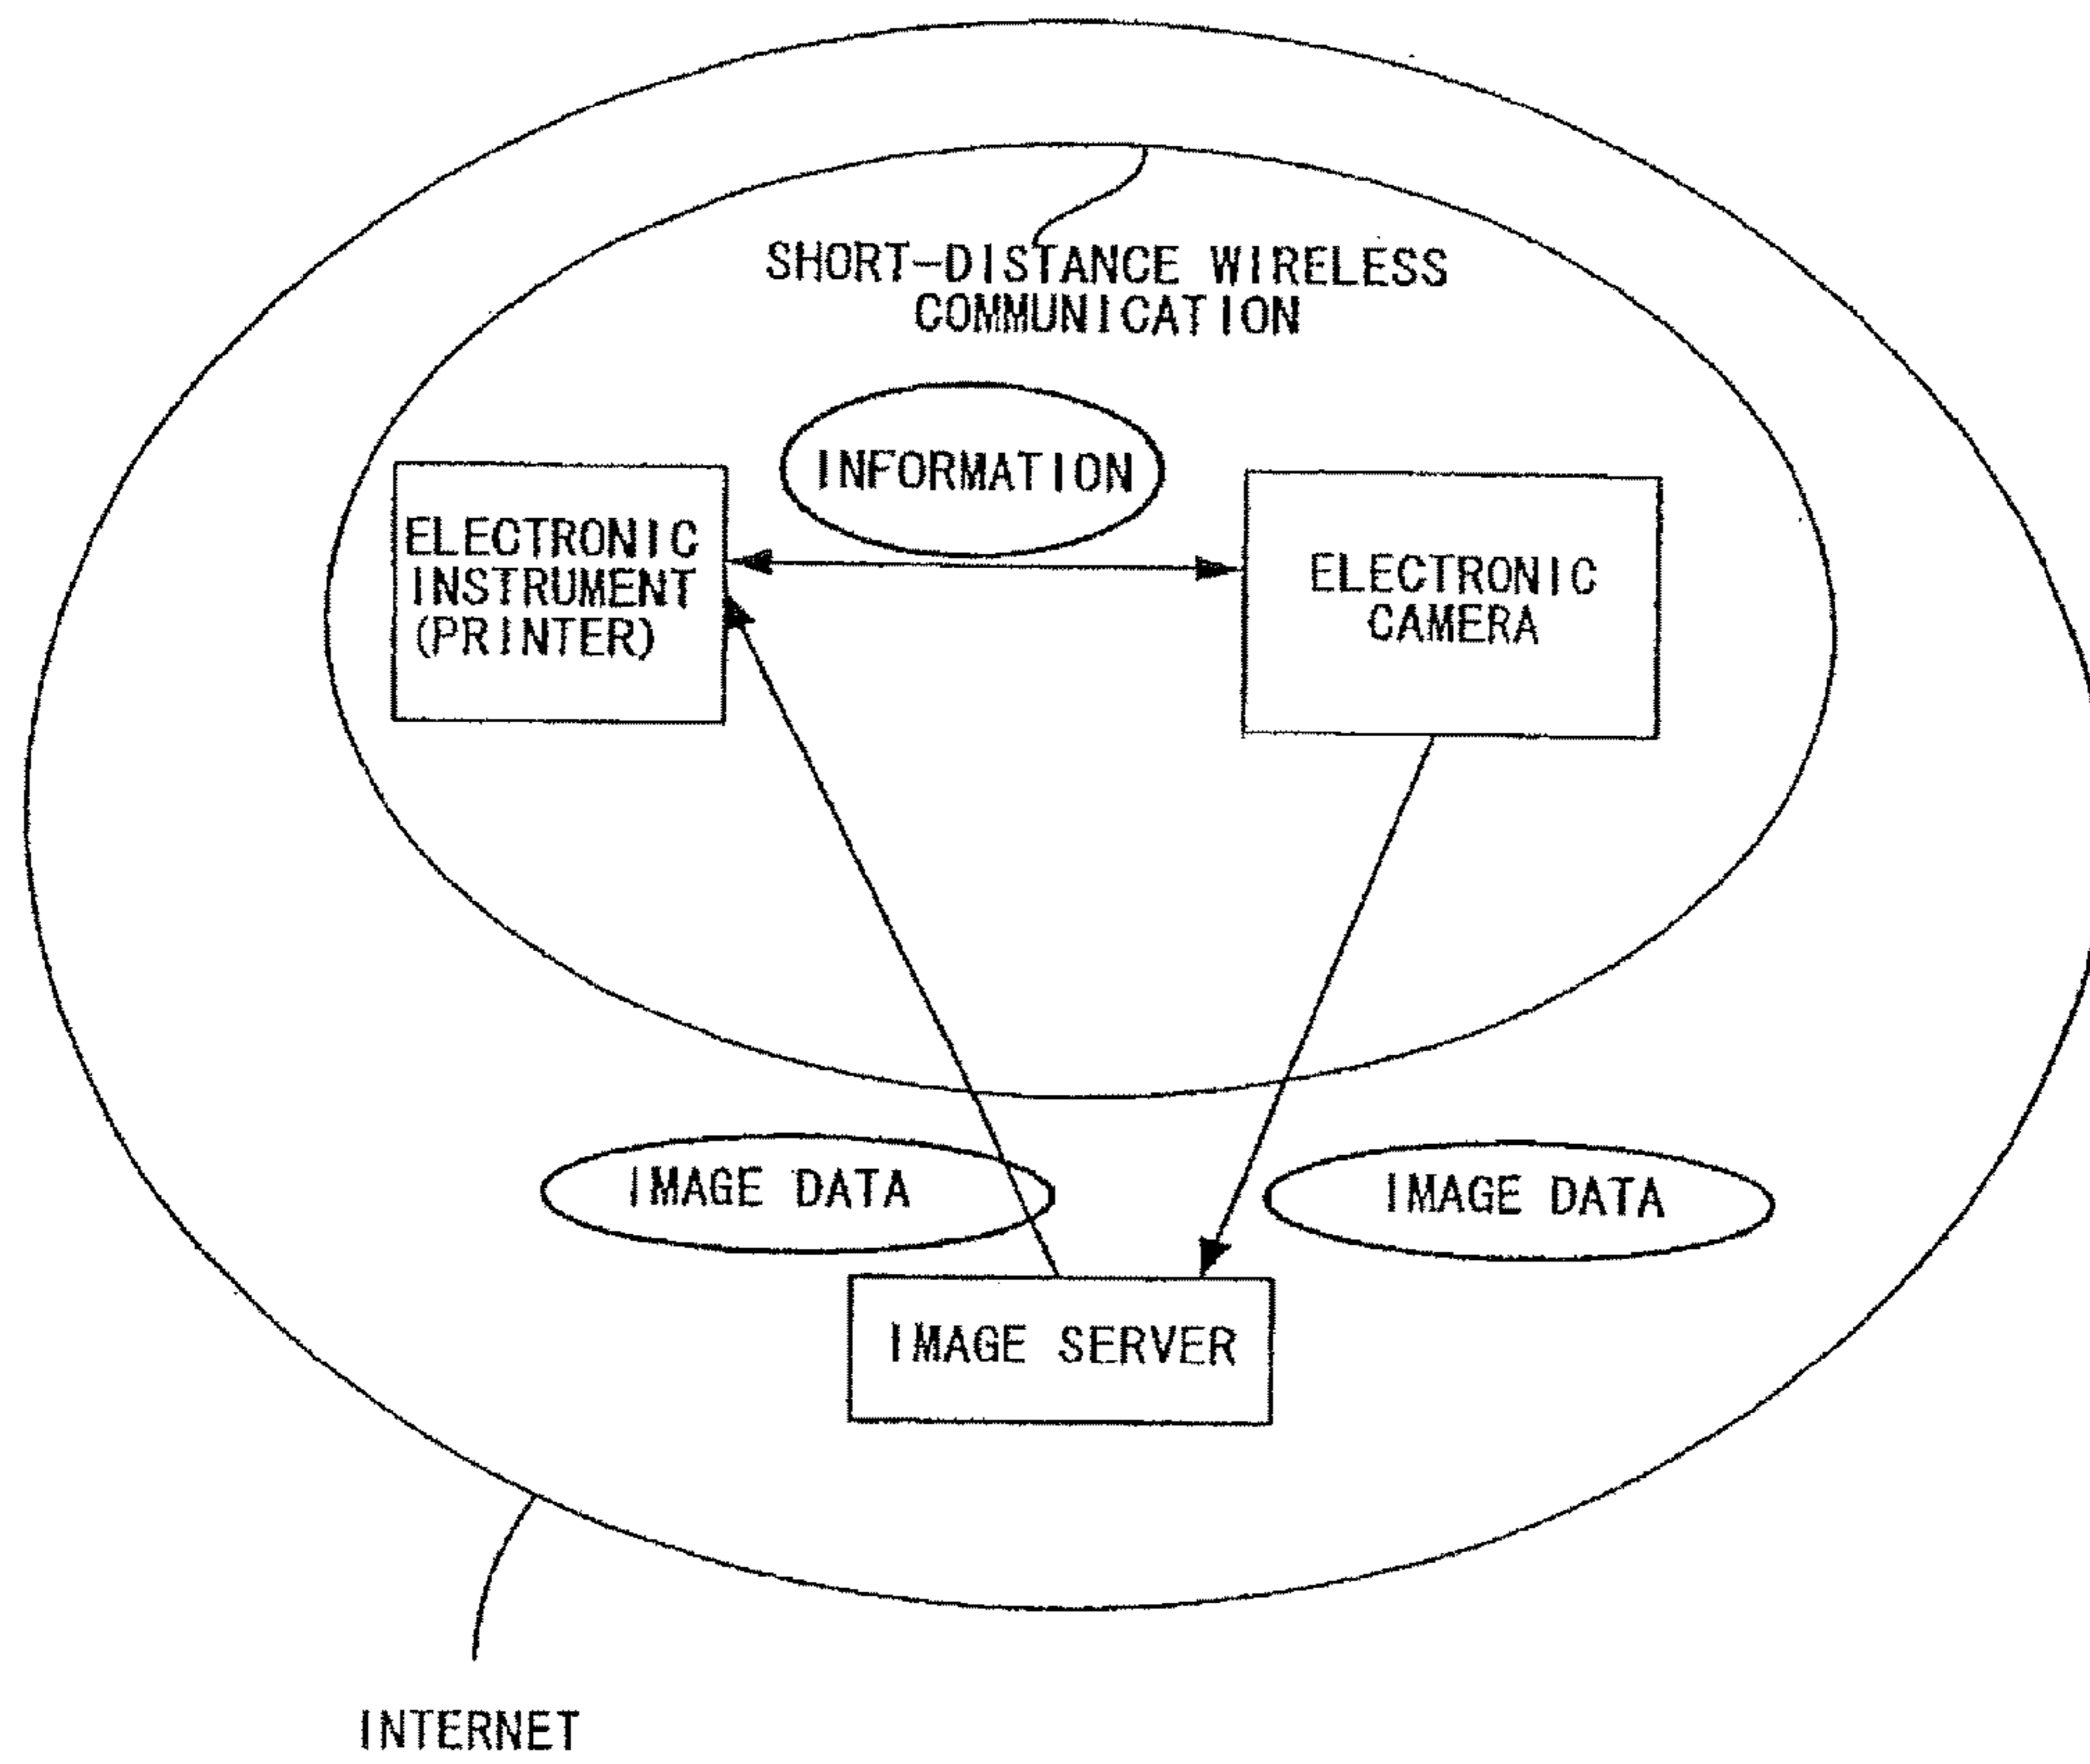 SHORT-DISTANCE WIRELESS
COMMUNICATION
INFORMATION
ELECTRONIC
INSTRUMENT
(PRINTER)
ELECTRONIC
CAMERA
IMAGE DATA
IMAGE DATA
IMAGE SERVER
INTERNET